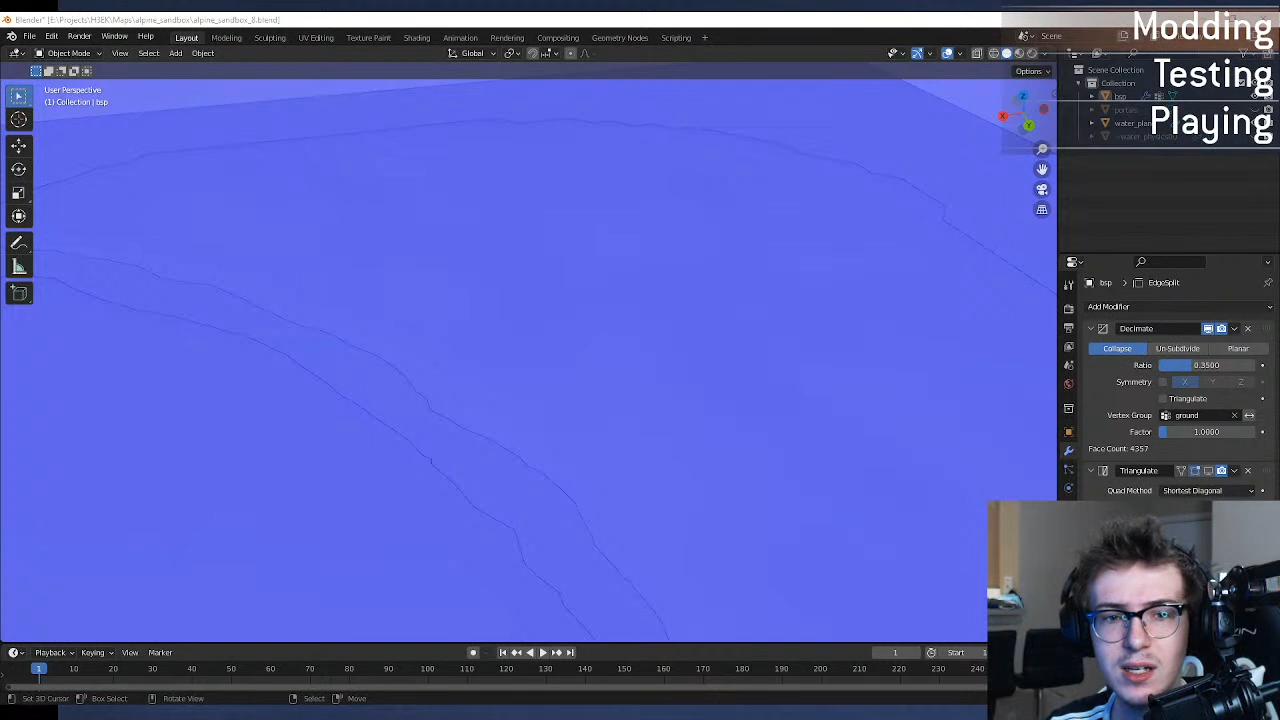 Blender* [E:\Projects\H3EK\Maps\alpine_sandbox\alpine_sandbox_8.blend]
File Edit Render Window Help Layout Modeling Sculpting UV Editing Texture Paint Shading Animation Rendering Compositing Geometry Nodes Scripting + Scene
Modding
Testing
Playing
Object Mode View Select Add Object Global
Options
User Perspective
(1) Collection | bsp
X
Y
Z
Scene Collection
Collection
bsp
portals
bsp EdgeSplit
Add Modifier
Decimate
Collapse Un-Subdivide Planar
Ratio 0.3500
Symmetry X Y Z
Triangulate
Vertex Group ground
Factor 1.0000
Face Count: 4357
Triangulate
Quad Method Shortest Diagonal
Playback Keying View Marker 1 Start
1 10 20 30 40 50 60 70 80 90 100 110 120 130 140 150 160 170 180 190 200 210 220 230 240
Set 3D Cursor Box Select Rotate View Select Move